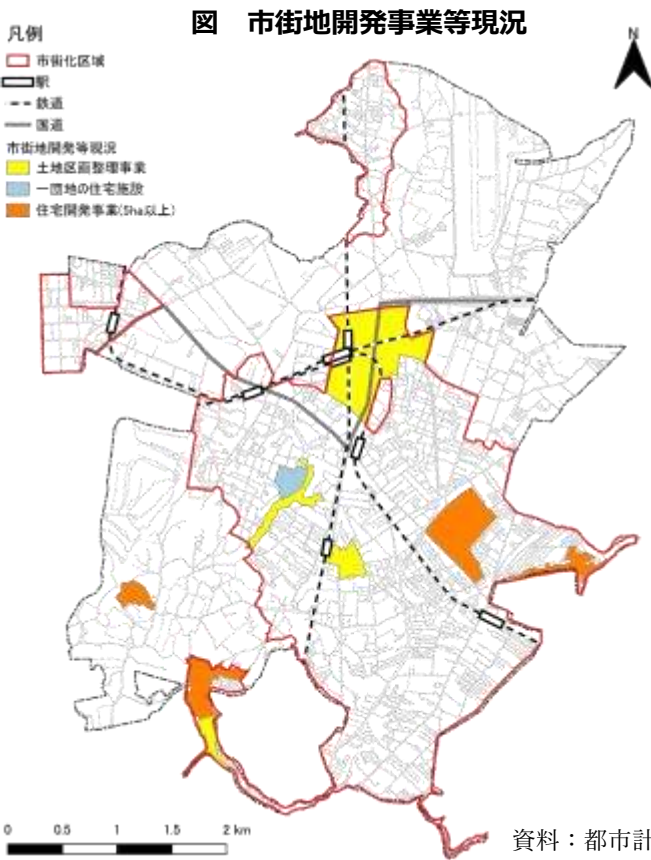 図 市街地開発事業等現況
N
凡例
市街化区域
駅
鉄道
国道
市街地開発等現況
土地区画整理事業
一団地の住宅施設
住宅開発事業(5ha以上)
0 0.5 1 1.5 2 km
資料：都市計